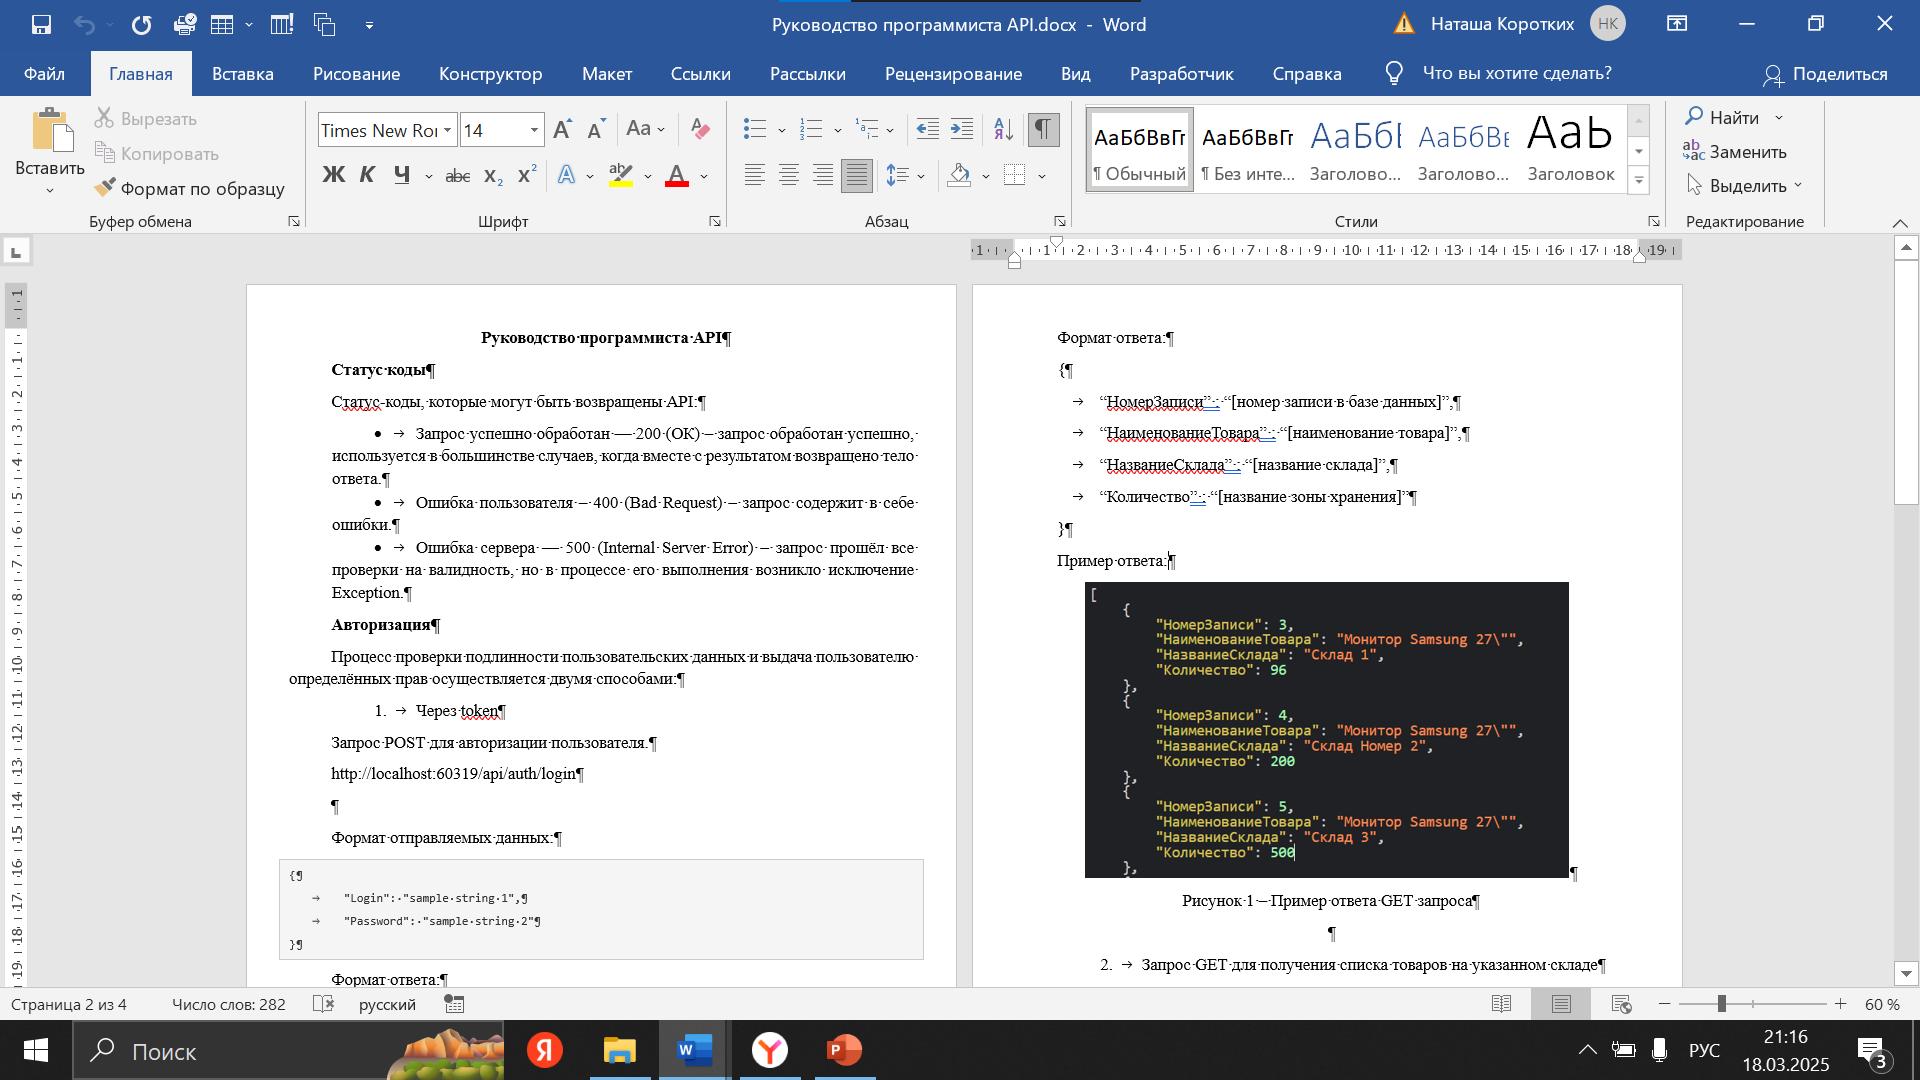 Руководство программиста API.docx - Word
Наташа Коротких
НК
Файл
Главная
Вставка
Рисование
Конструктор
Макет
Ссылки
Рассылки
Рецензирование
Вид
Разработчик
Справка
Что вы хотите сделать?
Поделиться
Вставить
Вырезать
Копировать
Формат по образцу
Буфер обмена
Times New Ror
14
Шрифт
Абзац
АаБбВвГг
¶ Обычный
АаБбВвГг
¶ Без инте...
Заголово...
Заголово...
Заголовок
Стили
Найти
Заменить
Выделить
Редактирование
Руководство·программиста·API¶
Статус·коды¶
Статус-коды,·которые·могут·быть·возвращены·API:¶
Запрос·успешно·обработан·—·200·(ОК)·–·запрос·обработан·успешно,·
используется·в·большинстве·случаев,·когда·вместе·с·результатом·возвращено·тело·
ответа.¶
Ошибка·пользователя·–·400·(Bad·Request)·–·запрос·содержит·в·себе·
ошибки.¶
Ошибка·сервера·—·500·(Internal·Server·Error)·–·запрос·прошёл·все·
проверки·на·валидность,·но·в·процессе·его·выполнения·возникло·исключение·
Exception.¶
Авторизация¶
Процесс·проверки·подлинности·пользовательских·данных·и·выдача·пользователю·
определённых·прав·осуществляется·двумя·способами:¶
1. → Через·token¶
Запрос·POST·для·авторизации·пользователя.¶
http://localhost:60319/api/auth/login¶
¶
Формат·отправляемых·данных:¶
{¶
→ "Login":·"sample·string·1",¶
→ "Password":·"sample·string·2"¶
}¶
Формат·ответа:¶
Формат·ответа:¶
{¶
→ “НомерЗаписи”·:·“[номер·записи·в·базе·данных]”,¶
→ “НаименованиеТовара”·:·“[наименование·товара]”,¶
→ “НазваниеСклада”·:·“[название·склада]”,¶
→ “Количество”·:·“[название·зоны·хранения]”¶
}¶
Пример·ответа:¶
[
{
"НомерЗаписи": 3,
"НаименованиеТовара": "Монитор Samsung 27\"",
"НазваниеСклада": "Склад 1",
"Количество": 96
},
{
"НомерЗаписи": 4,
"НаименованиеТовара": "Монитор Samsung 27\"",
"НазваниеСклада": "Склад Номер 2",
"Количество": 200
},
{
"НомерЗаписи": 5,
"НаименованиеТовара": "Монитор Samsung 27\"",
"НазваниеСклада": "Склад 3",
"Количество": 500
},
¶
Рисунок·1·–·Пример·ответа·GET·запроса¶
¶
2. → Запрос·GET·для·получения·списка·товаров·на·указанном·складе¶
Страница 2 из 4
Число слов: 282
русский
60 %
Поиск
РУС
21:16
18.03.2025
3